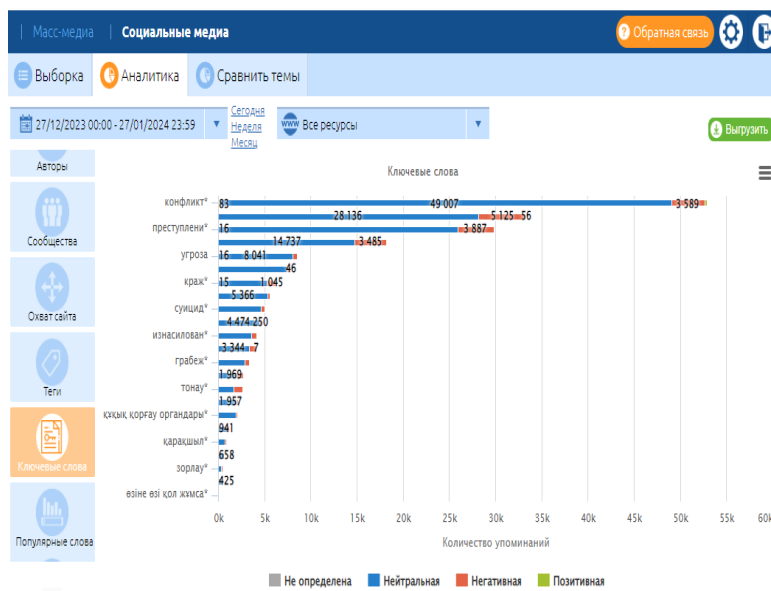 Масс-медиа | Социальные медиа Обратная связь
Выборка Аналитика Сравнить темы
27/12/2023 00:00 - 27/01/2024 23:59
Сегодня
Неделя
Месяц
www Все ресурсы
Выгрузить
Авторы
Сообщества
Охват сайта
Теги
Ключевые слова
Популярные слова
Ключевые слова
конфликт* 83 49 007 3 589
28 136 5 125 56
преступлени* 16 3 887
14 737 3 485
угроза 16 8 041
46
краж* 15 1 045
5 366
суицид*
4 474 250
изнасилован*
3 344 7
грабеж*
1 969
тонау*
1 957
құқық қорғау органдары*
941
қарақшыл*
658
зорлау*
425
өзіне өзі қол жұмса*
0k 5k 10k 15k 20k 25k 30k 35k 40k 45k 50k 55k 60k
Количество упоминаний
Не определена Нейтральная Негативная Позитивная